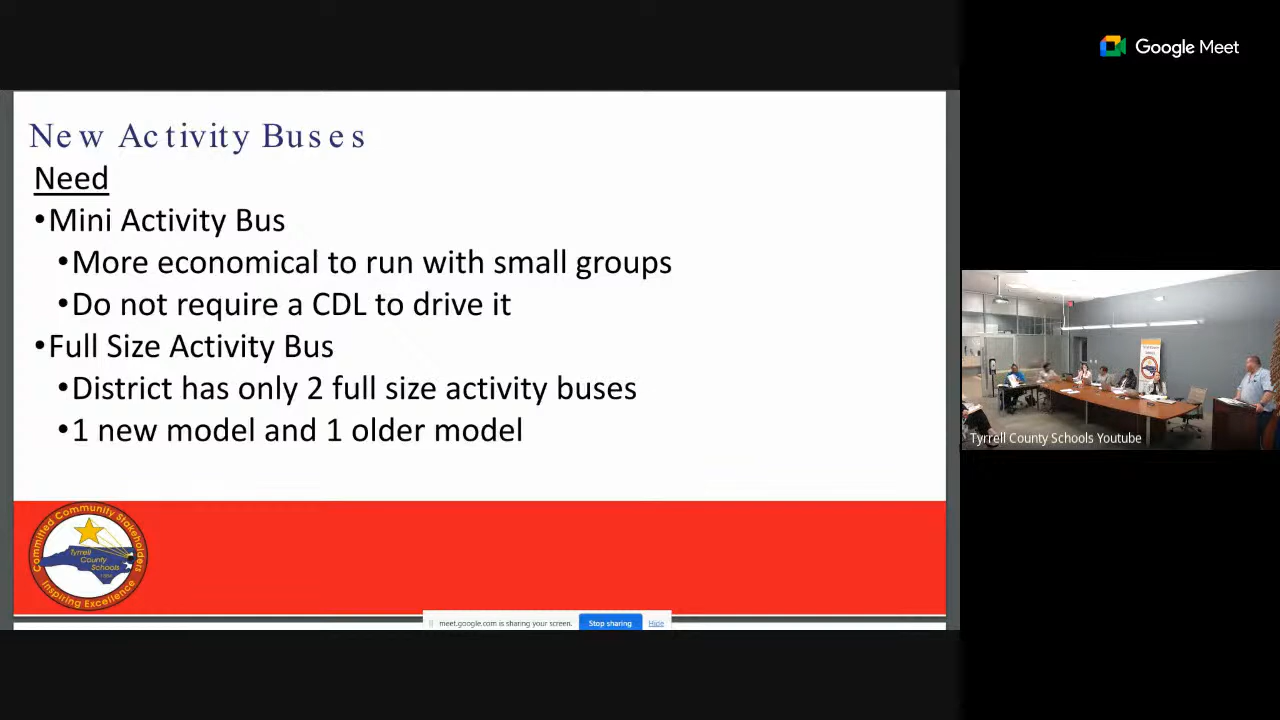 Google Meet
New Activity Buses
Need
•Mini Activity Bus
•More economical to run with small groups
•Do not require a CDL to drive it
•Full Size Activity Bus
•District has only 2 full size activity buses
•1 new model and 1 older model
Tyrrell County Schools Youtube
Committed Community Stakeholders
Tyrrell
County
Schools
Inspiring Excellence
meet.google.com is sharing your screen.
Stop sharing
Hide